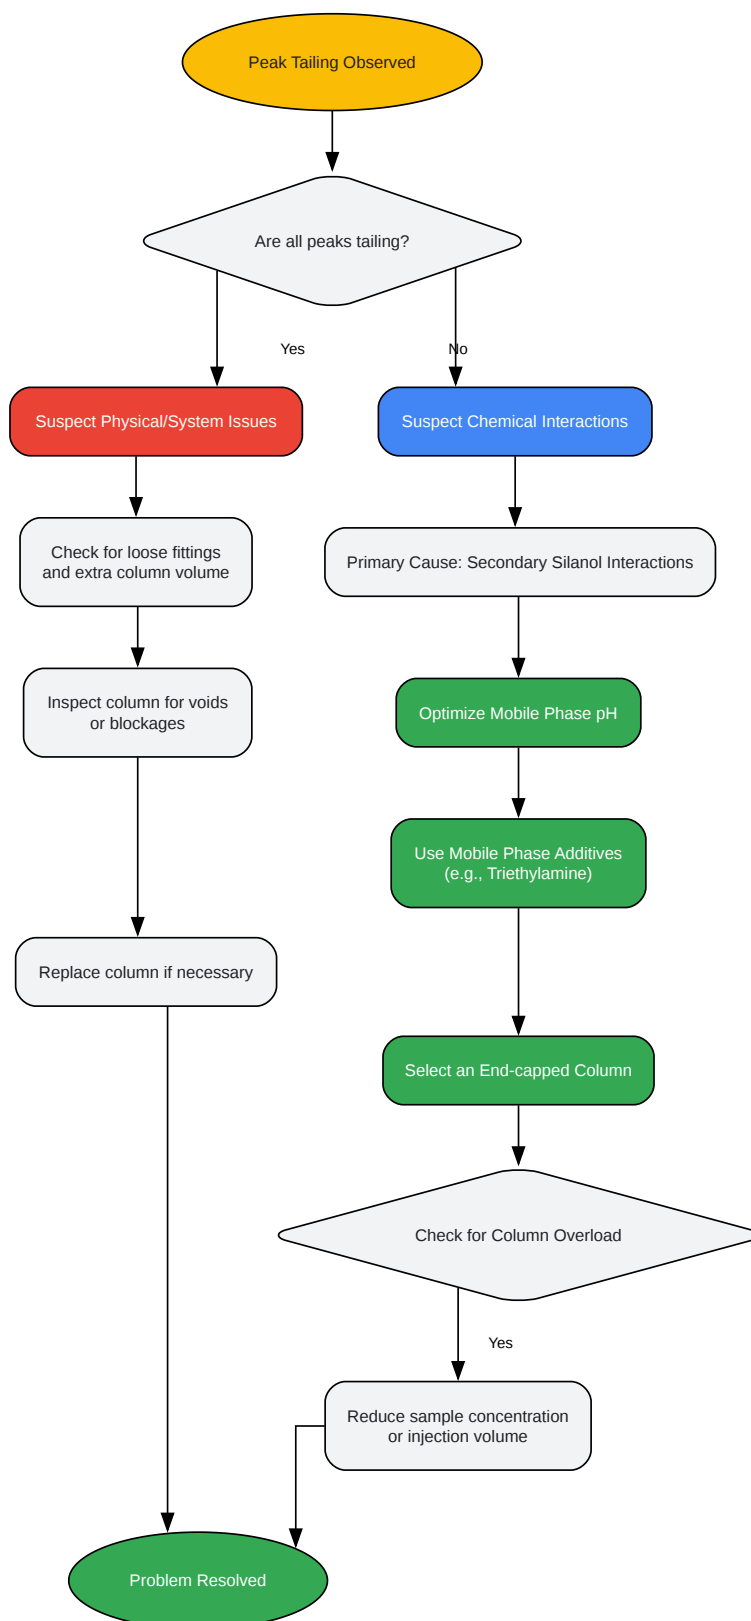 Peak Tailing Observed
Are all peaks tailing?
Yes
No
Suspect Physical/System Issues
Suspect Chemical Interactions
Check for loose fittings
and extra column volume
Primary Cause: Secondary Silanol Interactions
Inspect column for voids
or blockages
Optimize Mobile Phase pH
Use Mobile Phase Additives
(e.g., Triethylamine)
Replace column if necessary
Select an End-capped Column
Check for Column Overload
Yes
Reduce sample concentration
or injection volume
Problem Resolved